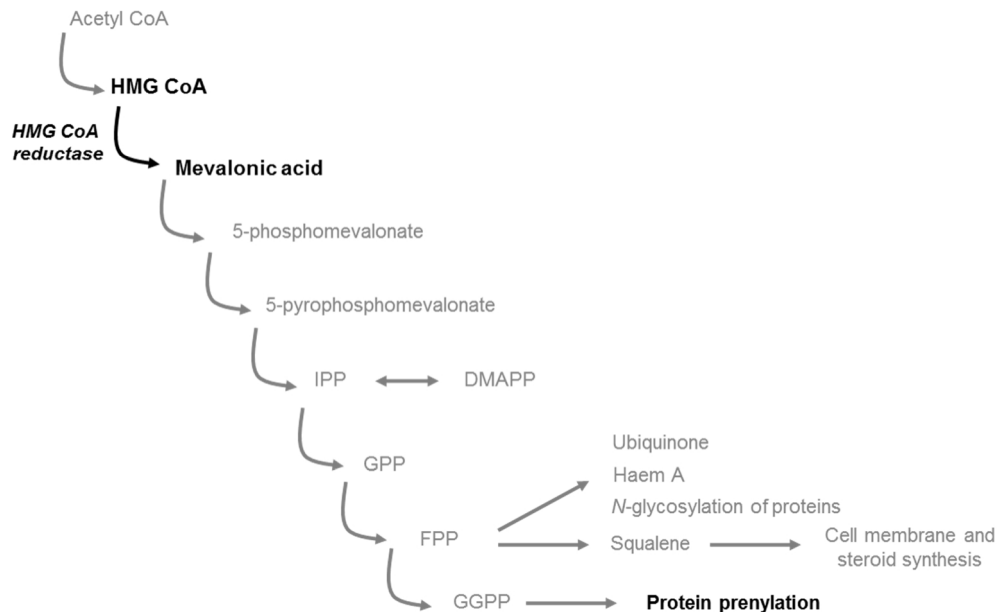 Acetyl CoA
HMG CoA
HMG CoA
reductase
Mevalonic acid
5-phosphomevalonate
5-pyrophosphomevalonate
IPP
DMAPP
GPP
Ubiquinone
Haem A
N-glycosylation of proteins
FPP
Squalene
Cell membrane and
steroid synthesis
GGPP
Protein prenylation